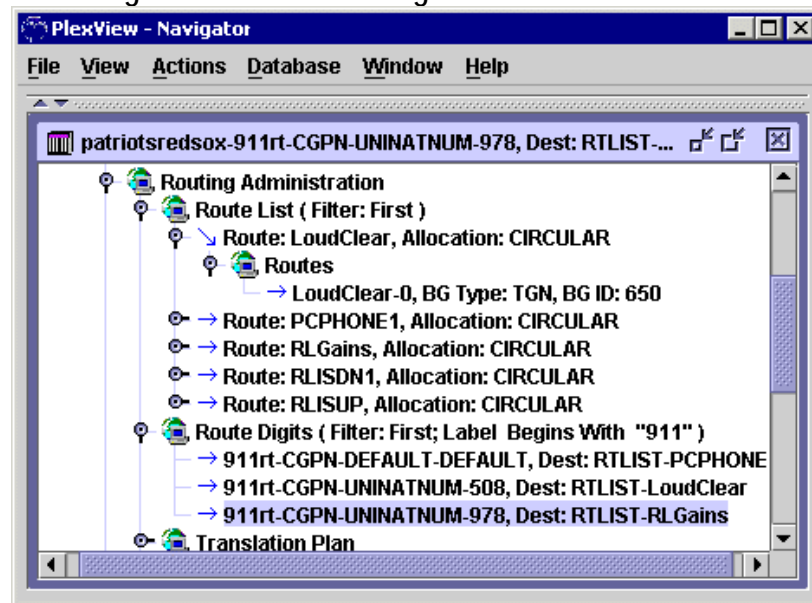 PlexView - Navigator
File View Actions Database Window Help
patriotsredsox-911rt-CGPN-UNINATNUM-978, Dest: RTLIST-...
Routing Administration
Route List ( Filter: First )
Route: LoudClear, Allocation: CIRCULAR
Routes
LoudClear-0, BG Type: TGN, BG ID: 650
Route: PCPHONE1, Allocation: CIRCULAR
Route: RLGains, Allocation: CIRCULAR
Route: RLISDN1, Allocation: CIRCULAR
Route: RLISUP, Allocation: CIRCULAR
Route Digits ( Filter: First; Label Begins With "911" )
911rt-CGPN-DEFAULT-DEFAULT, Dest: RTLIST-PCPHONE
911rt-CGPN-UNINATNUM-508, Dest: RTLIST-LoudClear
911rt-CGPN-UNINATNUM-978, Dest: RTLIST-RLGains
Translation Plan